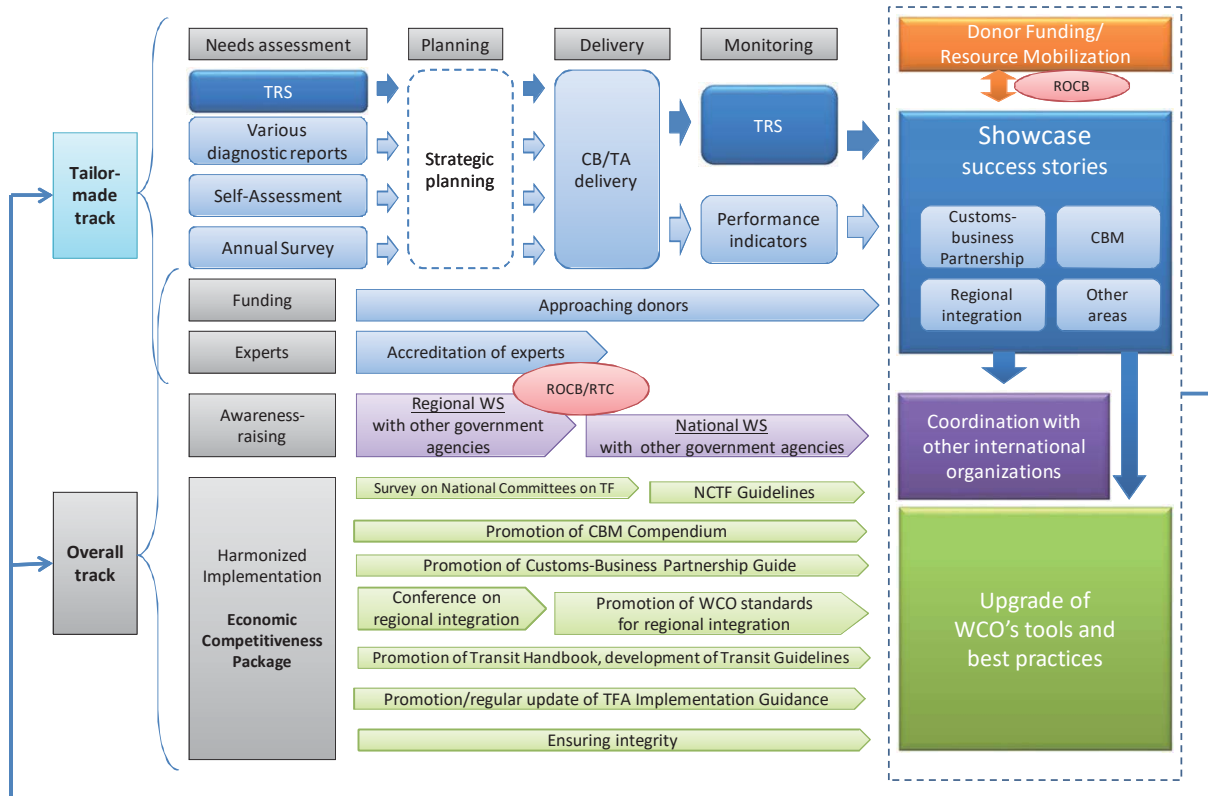 Needs assessment
Planning
Delivery
Monitoring
Donor Funding/
Resource Mobilization
ROCB
TRS
Various
diagnostic reports
Self-Assessment
Annual Survey
Strategic
planning
CB/TA
delivery
TRS
Performance
indicators
Showcase
success stories
Customs-
business
Partnership
CBM
Regional
integration
Other
areas
Tailor-
made
track
Funding
Approaching donors
Experts
Accreditation of experts
ROCB/RTC
Awareness-
raising
Regional WS
with other government
agencies
National WS
with other government agencies
Coordination with
other international
organizations
Overall
track
Harmonized
Implementation
Economic
Competitiveness
Package
Survey on National Committees on TF
NCTF Guidelines
Promotion of CBM Compendium
Promotion of Customs-Business Partnership Guide
Conference on
regional integration
Promotion of WCO standards
for regional integration
Promotion of Transit Handbook, development of Transit Guidelines
Promotion/regular update of TFA Implementation Guidance
Ensuring integrity
Upgrade of
WCO's tools and
best practices